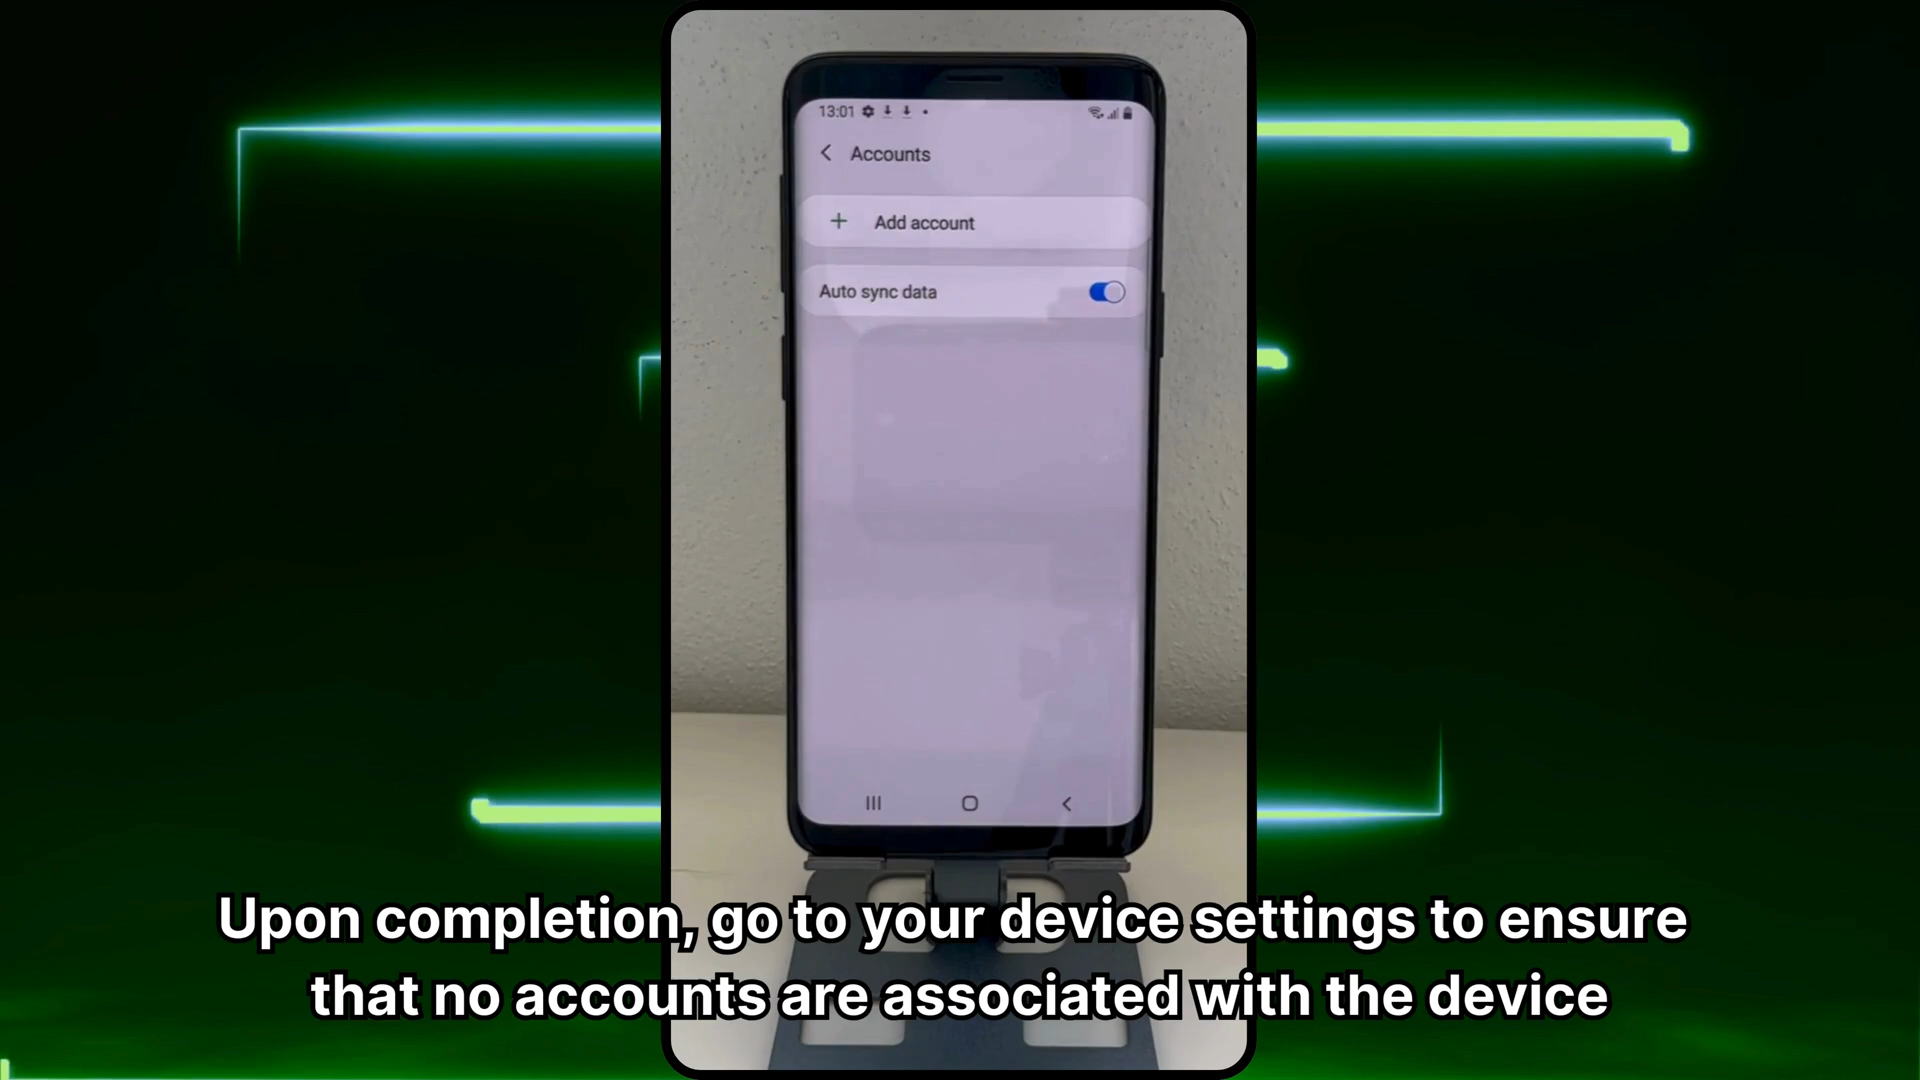 13:01
Accounts
Add account
Auto sync data
Upon completion, go to your device settings to ensure
that no accounts are associated with the device